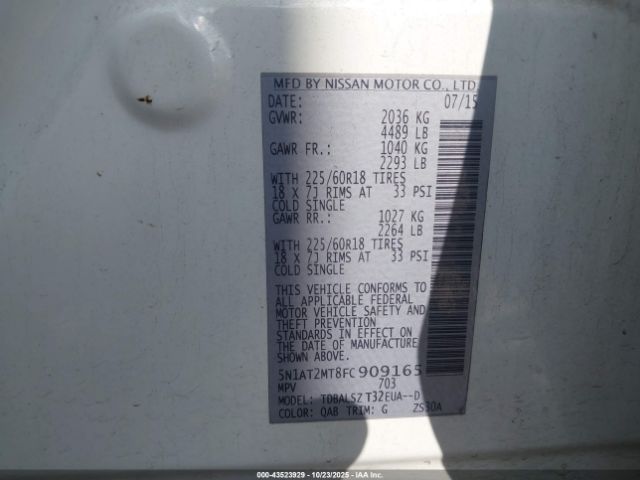 MFD BY NISSAN MOTOR CO., LTD
DATE: 07/15
GVWR: 2036 KG
4489 LB
GAWR FR.: 1040 KG
2293 LB
WITH 225/60R18 TIRES
18 X 7J RIMS AT 33 PSI
COLD SINGLE
GAWR RR.: 1027 KG
2264 LB
WITH 225/60R18 TIRES
18 X 7J RIMS AT 33 PSI
COLD SINGLE
THIS VEHICLE CONFORMS TO
ALL APPLICABLE FEDERAL
MOTOR VEHICLE SAFETY AND
THEFT PREVENTION
STANDARDS IN EFFECT ON
THE DATE OF MANUFACTURE
SHOWN ABOVE.
5N1AT2MT8FC909165
MPV 703
MODEL: TDBALSZ T32EUA--D
COLOR: QAB TRIM: G ZS30A
000-43523929 | 10/23/2025 | © IAA Holdings, LLC